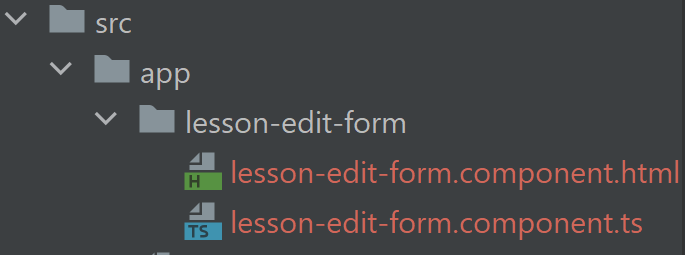 src
app
lesson-edit-form
H lesson-edit-form.component.html
TS lesson-edit-form.component.ts